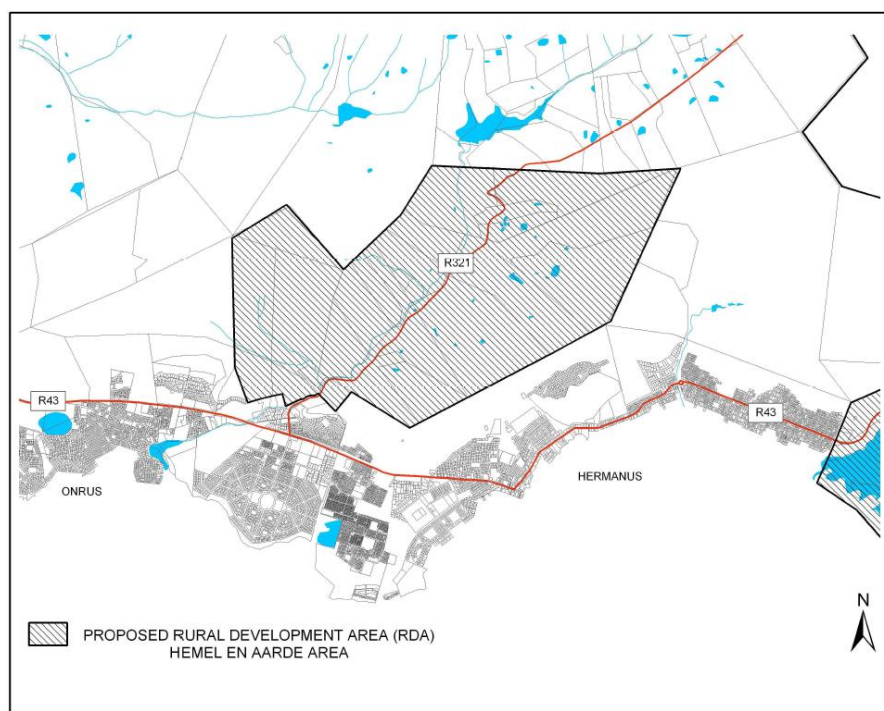 R321
R43
R43
ONRUS
HERMANUS
N
PROPOSED RURAL DEVELOPMENT AREA (RDA)
HEMEL EN AARDE AREA